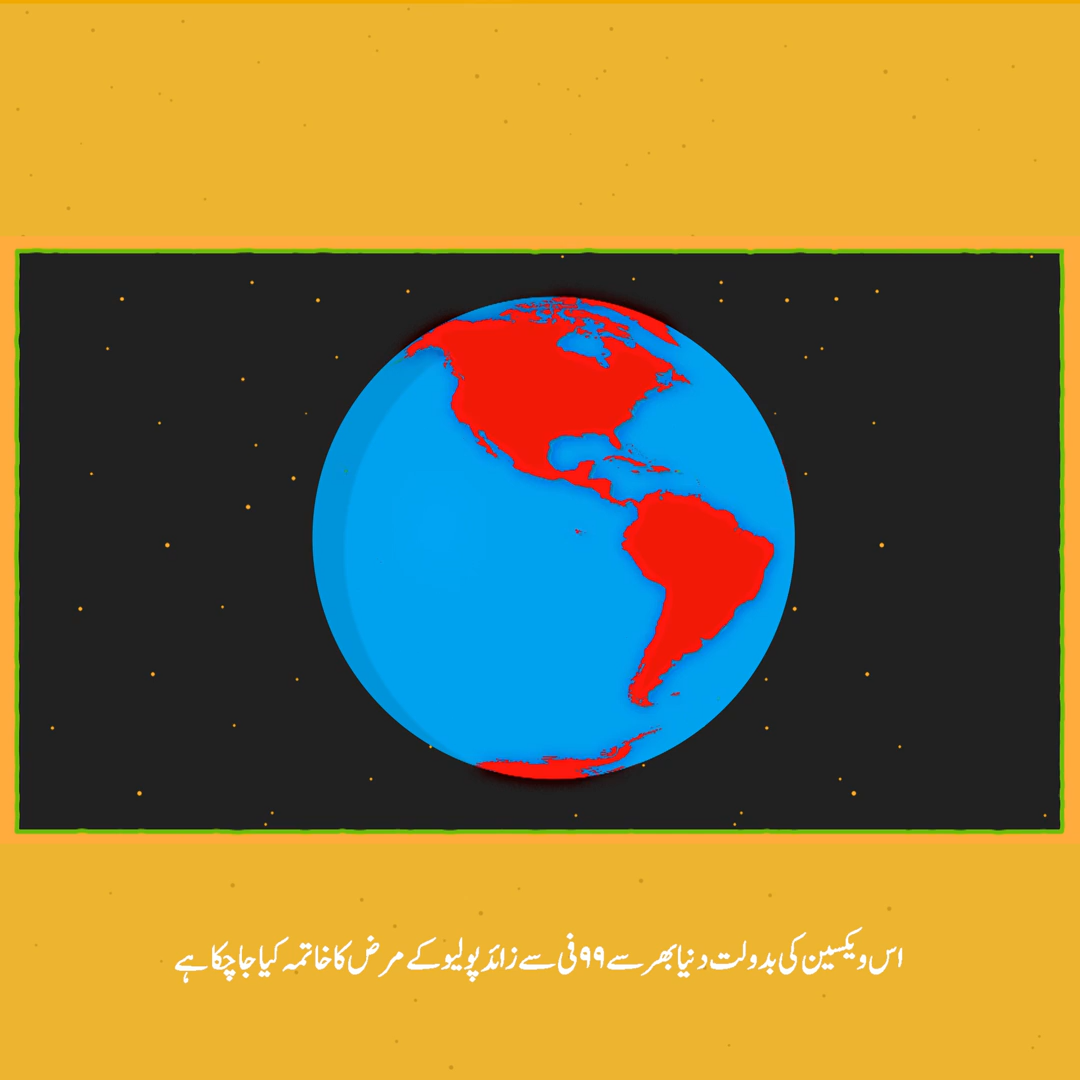 اس ویکسین کی بدولت دنیا بھر سے ۹۹ فی سے زائد پولیو کے مرض کا خاتمہ کیا جا چکا ہے